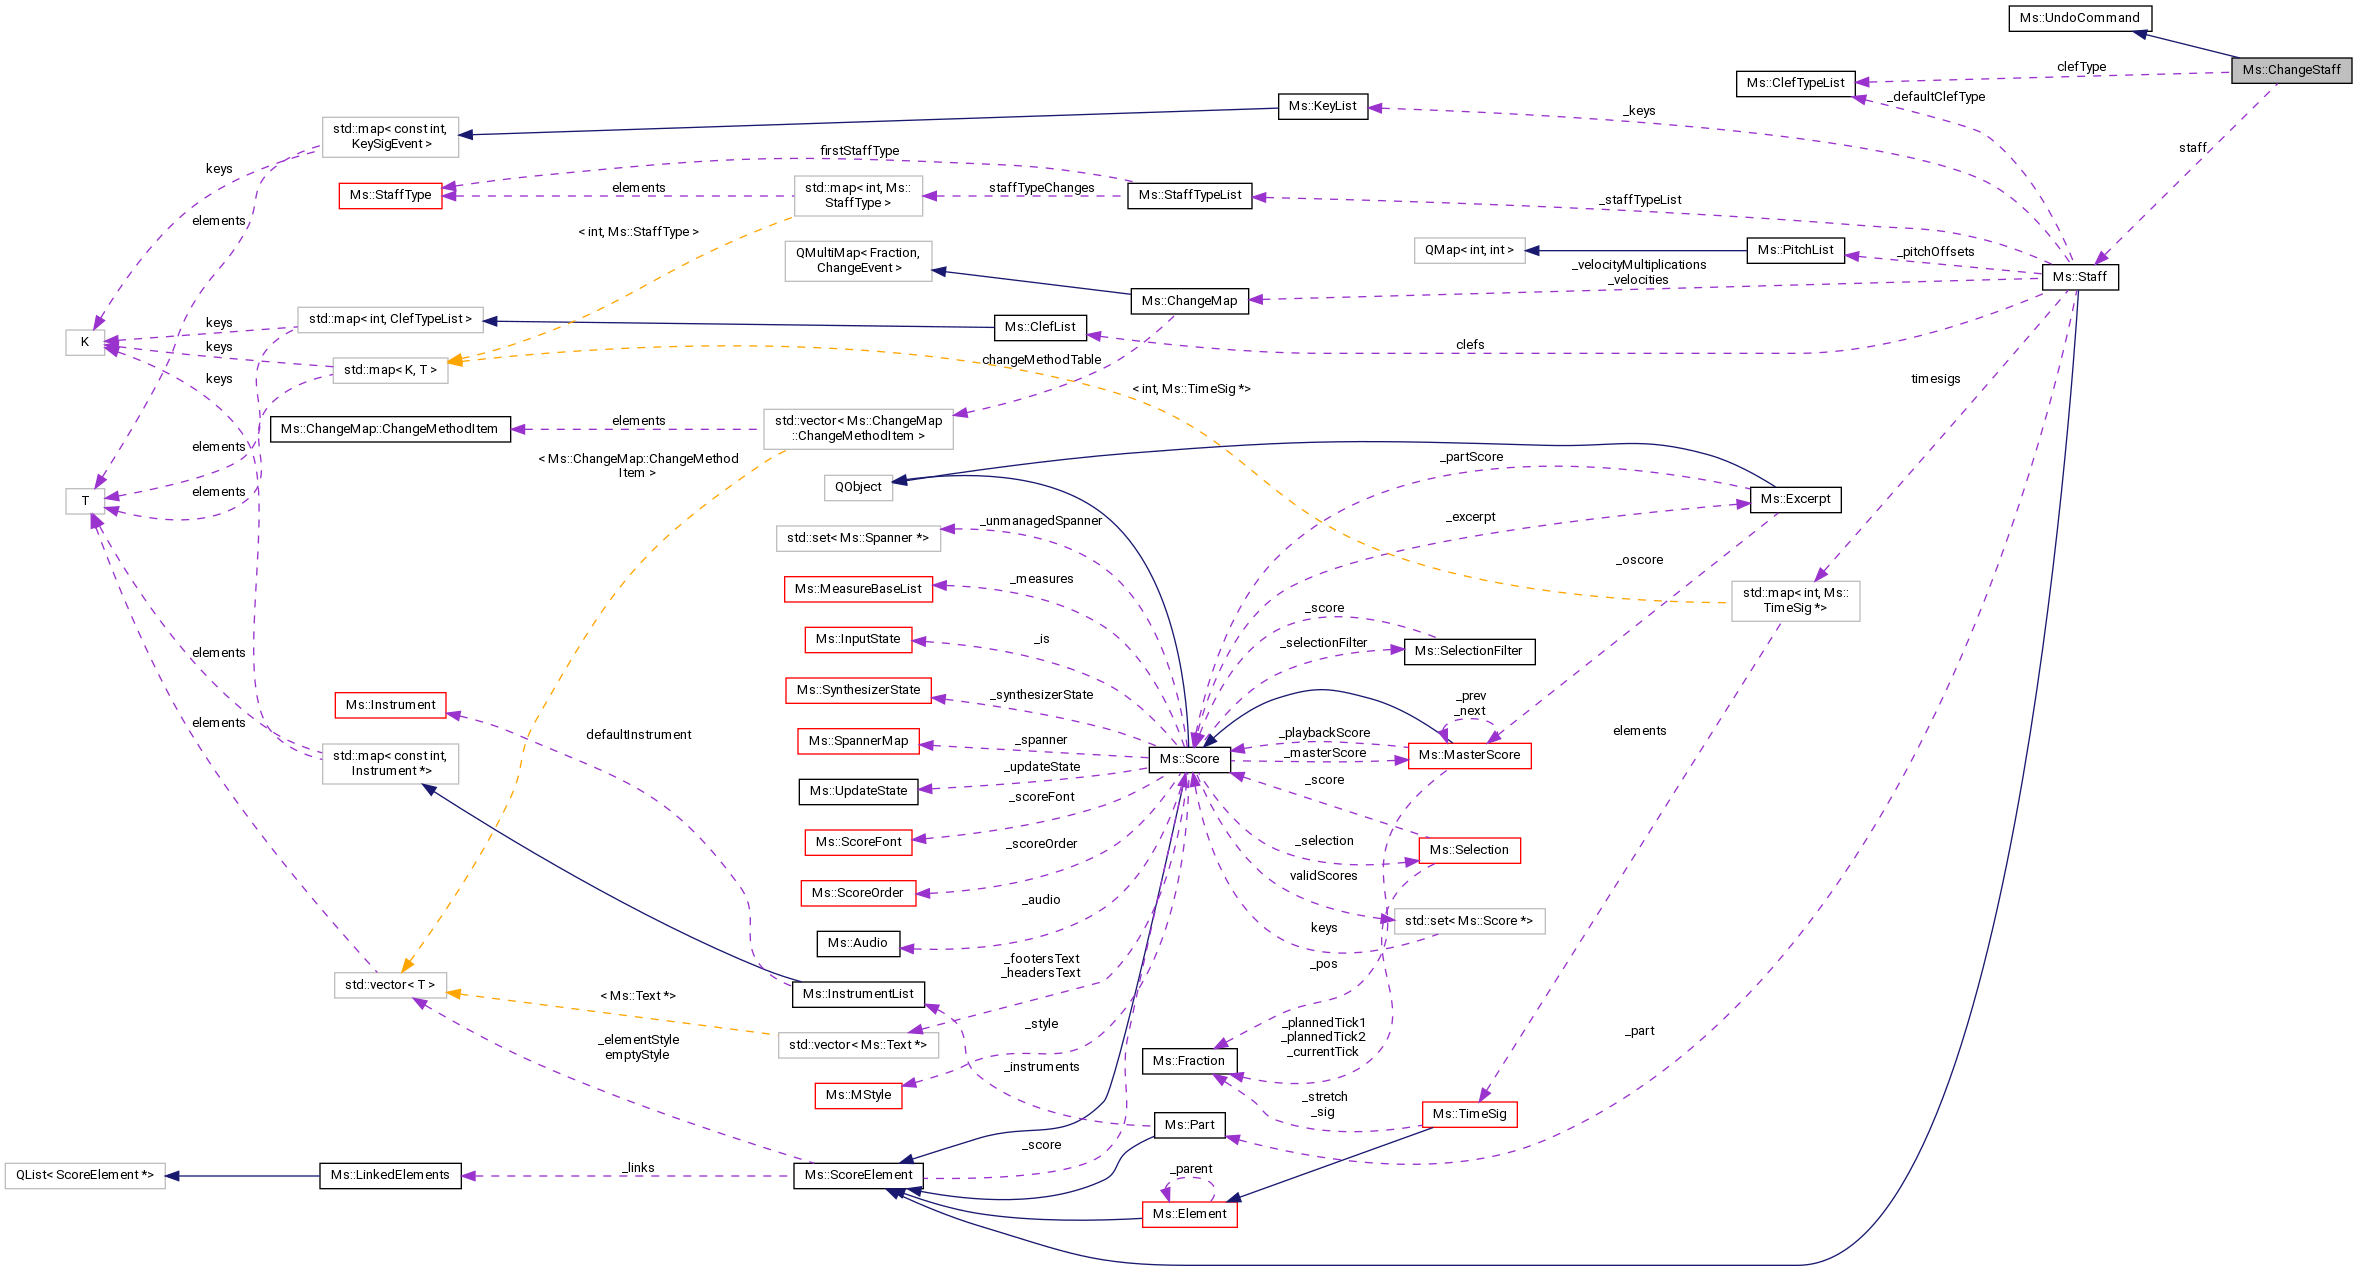 Ms::UndoCommand
Ms::ChangeStaff
clefType
Ms::ClefTypeList
_defaultClefType
Ms::KeyList
_keys
std::map< const int,
KeySigEvent >
staff
firstStaffType
keys
Ms::StaffType
elements
std::map< int, Ms::
StaffType >
staffTypeChanges
Ms::StaffTypeList
_staffTypeList
elements
< int, Ms::StaffType >
QMultiMap< Fraction,
ChangeEvent >
QMap< int, int >
Ms::PitchList
_pitchOffsets
_velocityMultiplications
_velocities
Ms::Staff
Ms::ChangeMap
std::map< int, ClefTypeList >
keys
Ms::ClefList
K
keys
clefs
changeMethodTable
std::map< K, T >
keys
< int, Ms::TimeSig *>
timesigs
Ms::ChangeMap::ChangeMethodItem
elements
std::vector< Ms::ChangeMap
::ChangeMethodItem >
elements
< Ms::ChangeMap::ChangeMethod
Item >
_partScore
QObject
elements
T
Ms::Excerpt
_excerpt
_unmanagedSpanner
std::set< Ms::Spanner *>
_oscore
_measures
Ms::MeasureBaseList
std::map< int, Ms::
TimeSig *>
_score
Ms::InputState
_is
_selectionFilter
Ms::SelectionFilter
elements
Ms::SynthesizerState
_synthesizerState
_prev
_next
Ms::Instrument
elements
defaultInstrument
elements
Ms::SpannerMap
_spanner
_playbackScore
_masterScore
Ms::MasterScore
std::map< const int,
Instrument *>
Ms::Score
_updateState
Ms::UpdateState
_score
_scoreFont
Ms::ScoreFont
_scoreOrder
_selection
Ms::Selection
validScores
Ms::ScoreOrder
_audio
std::set< Ms::Score *>
keys
Ms::Audio
_footersText
_headersText
_pos
std::vector< T >
< Ms::Text *>
Ms::InstrumentList
_style
_plannedTick1
_plannedTick2
_currentTick
_elementStyle
emptyStyle
std::vector< Ms::Text *>
Ms::Fraction
_part
_instruments
Ms::MStyle
_stretch
_sig
Ms::TimeSig
Ms::Part
_score
QList< ScoreElement *>
Ms::LinkedElements
_links
Ms::ScoreElement
_parent
Ms::Element